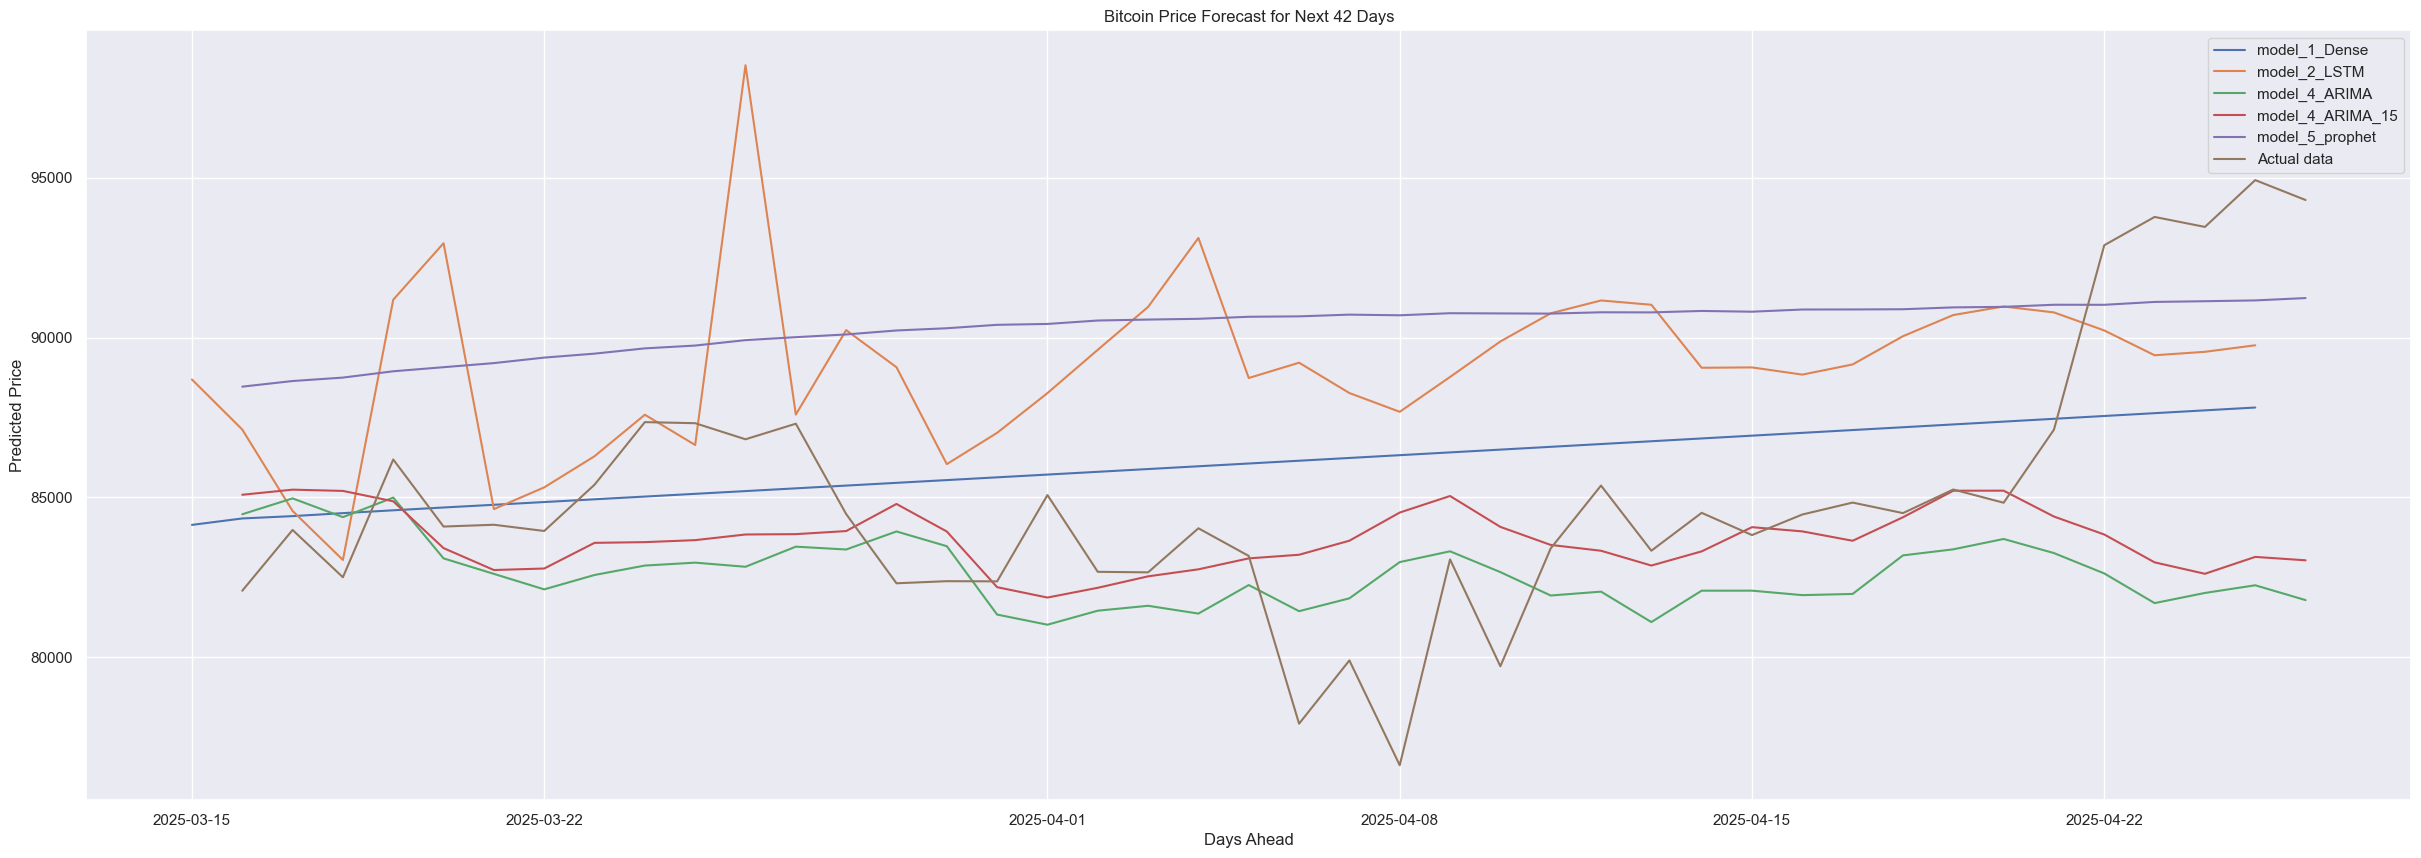 Bitcoin Price Forecast for Next 42 Days
model_1_Dense
model_2_LSTM
model_4_ARIMA
model_4_ARIMA_15
model_5_prophet
Actual data
Predicted Price
95000
90000
85000
80000
2025-03-15
2025-03-22
2025-04-01
2025-04-08
2025-04-15
2025-04-22
Days Ahead